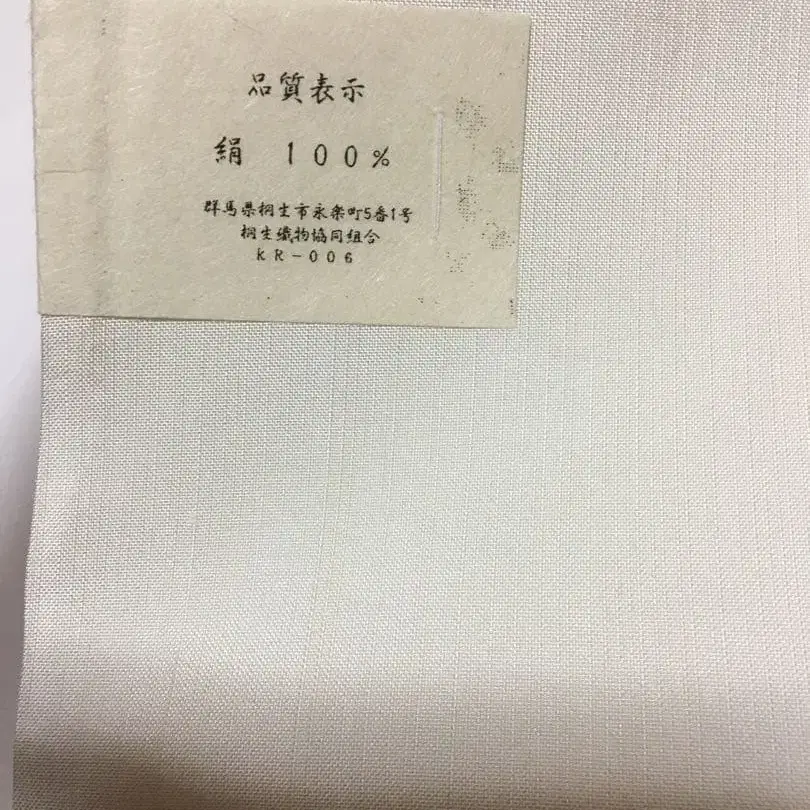 品質表示
絹 100%
群馬県桐生市永楽町5番1号
桐生織物協同組合
KR-006